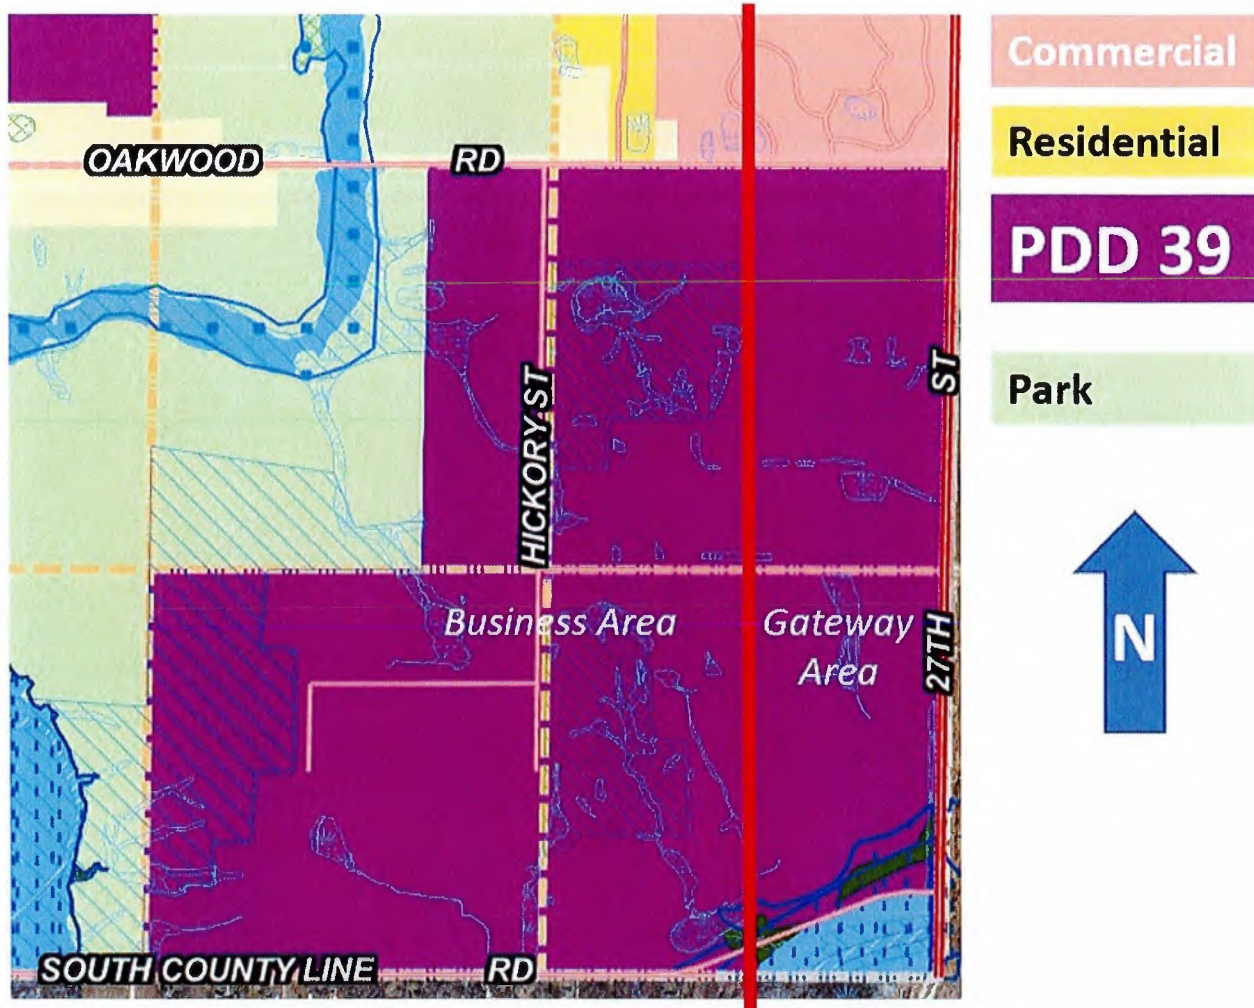 Commercial
Residential
PDD 39
Park
N
OAKWOOD RD
HICKORY ST
27TH ST
Business Area
Gateway
Area
SOUTH COUNTY LINE RD